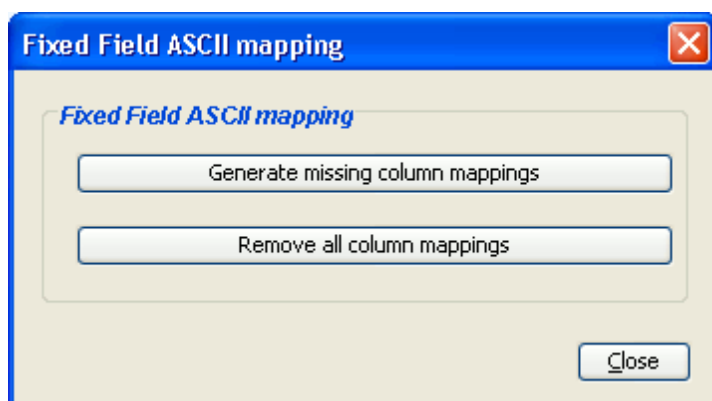 Fixed Field ASCII mapping
Fixed Field ASCII mapping
Generate missing column mappings
Remove all column mappings
Close